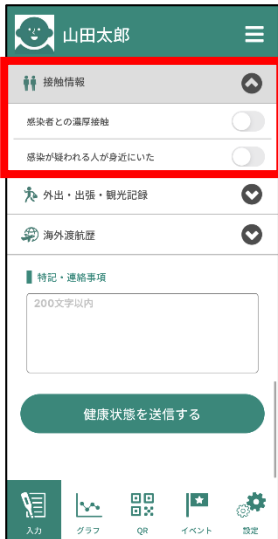 山田太郎
接触情報
感染者との濃厚接触
感染が疑われる人が身近にいた
外出・出張・観光記録
海外渡航歴
特記・連絡事項
200文字以内
健康状態を送信する
入力 グラフ QR イベント 設定